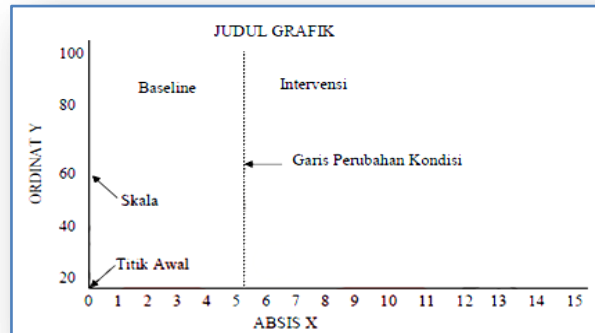 JUDUL GRAFIK
100
Baseline
Intervensi
80
ORDINAT Y
Garis Perubahan Kondisi
60
Skala
40
Titik Awal
20
0 1 2 3 4 5 6 7 8 9 10 11 12 13 14 15
ABSIS X